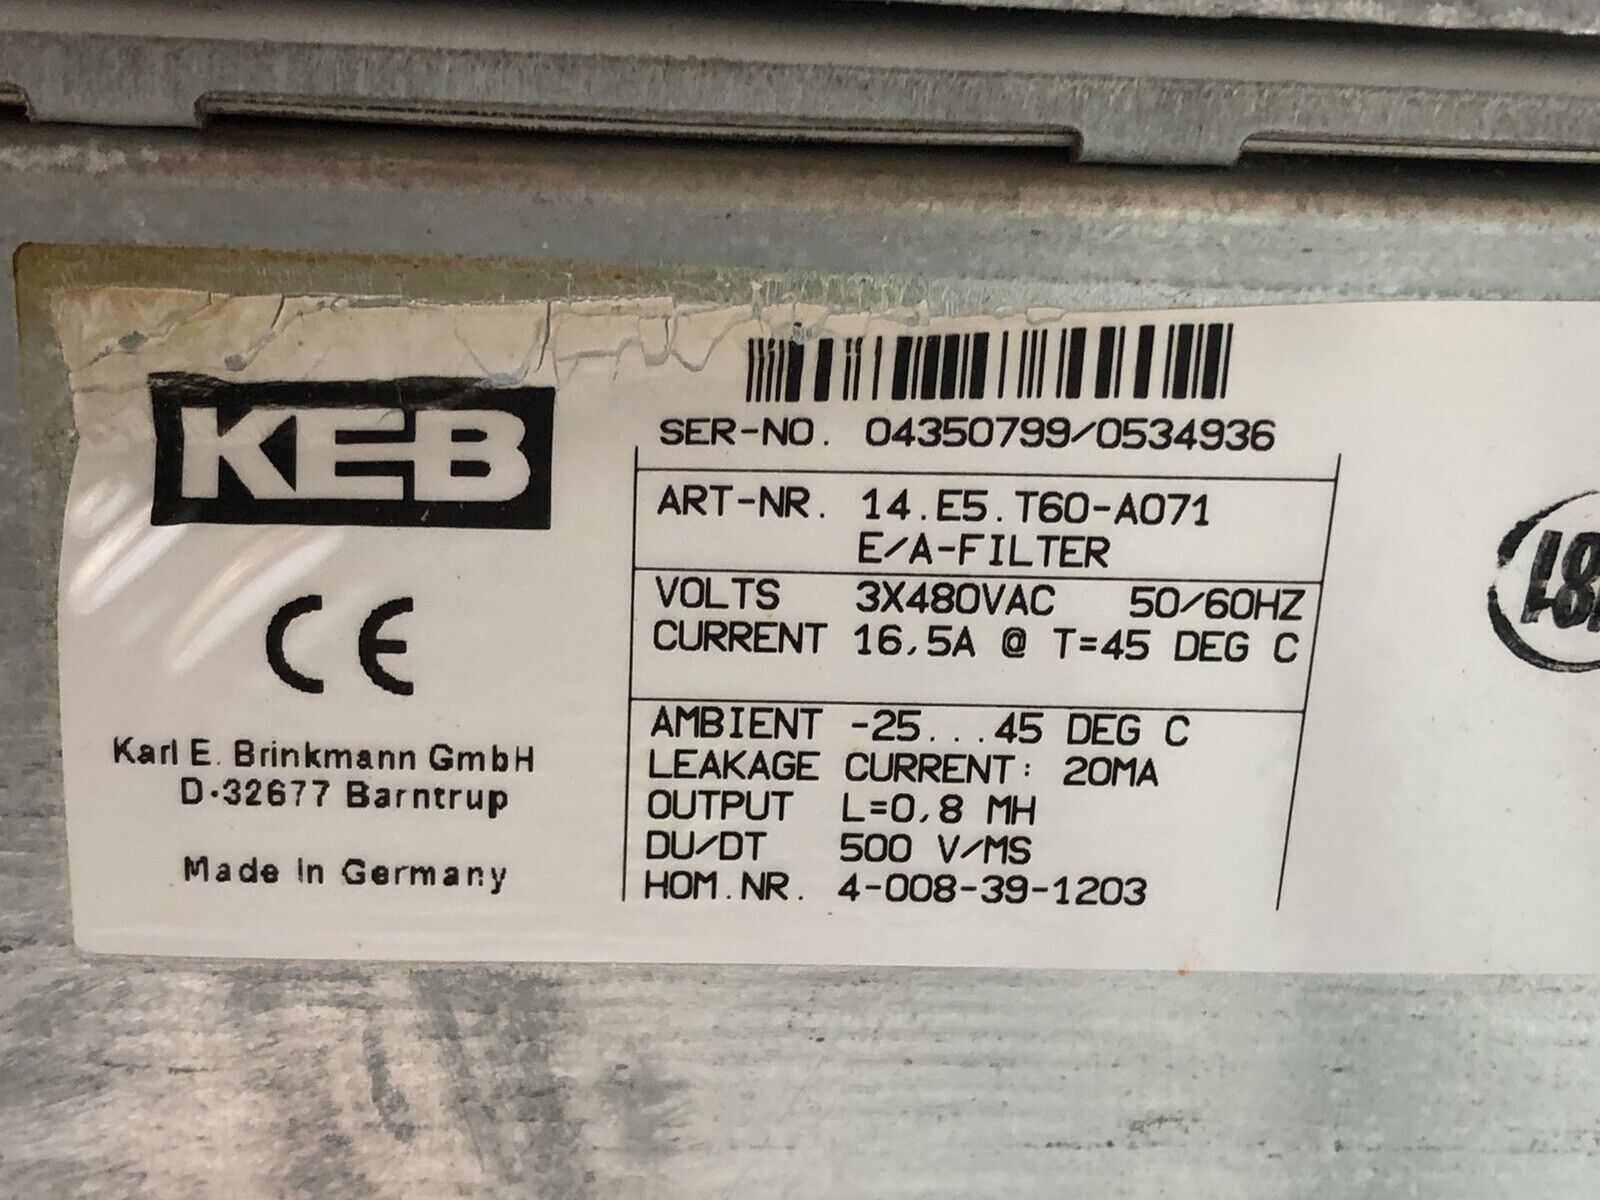 KEB
CE
Karl E. Brinkmann GmbH
D-32677 Barntrup
Made in Germany
SER-NO. 04350799/0534936
ART-NR. 14.E5.T60-A071
E/A-FILTER
VOLTS 3X480VAC 50/60HZ
CURRENT 16,5A @ T=45 DEG C
AMBIENT -25...45 DEG C
LEAKAGE CURRENT: 20MA
OUTPUT L=0,8 MH
DU/DT 500 V/MS
HOM.NR. 4-008-39-1203